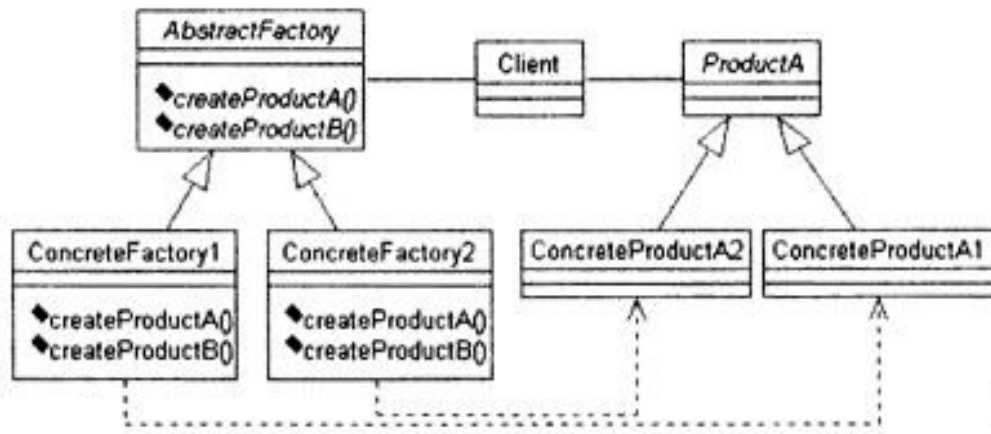 AbstractFactory
createProductA()
createProductB()
Client
ProductA
ConcreteFactory1
createProductA()
createProductB()
ConcreteFactory2
createProductA()
createProductB()
ConcreteProductA2
ConcreteProductA1